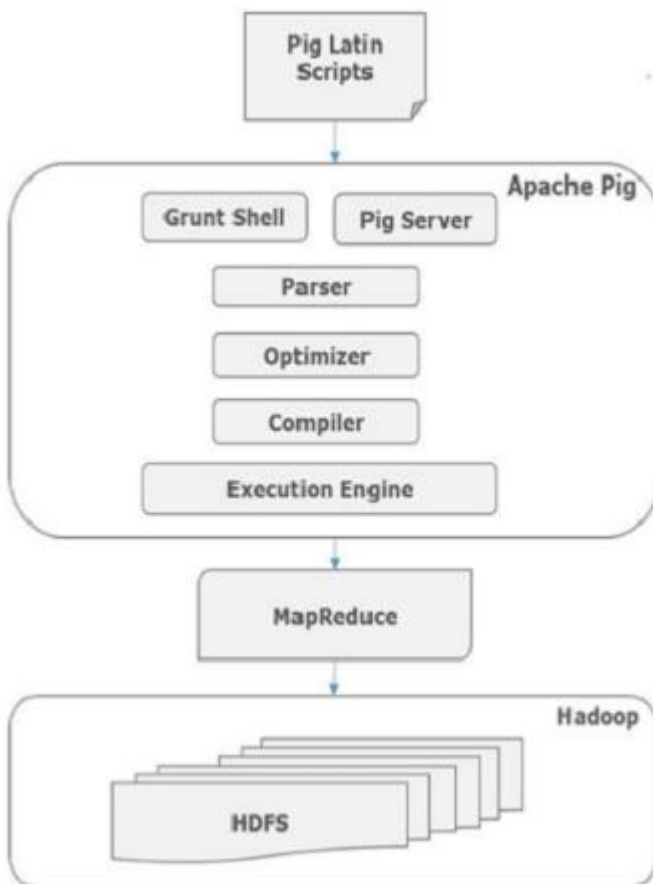 Pig Latin
Scripts
Apache Pig
Grunt Shell
Pig Server
Parser
Optimizer
Compiler
Execution Engine
MapReduce
Hadoop
HDFS